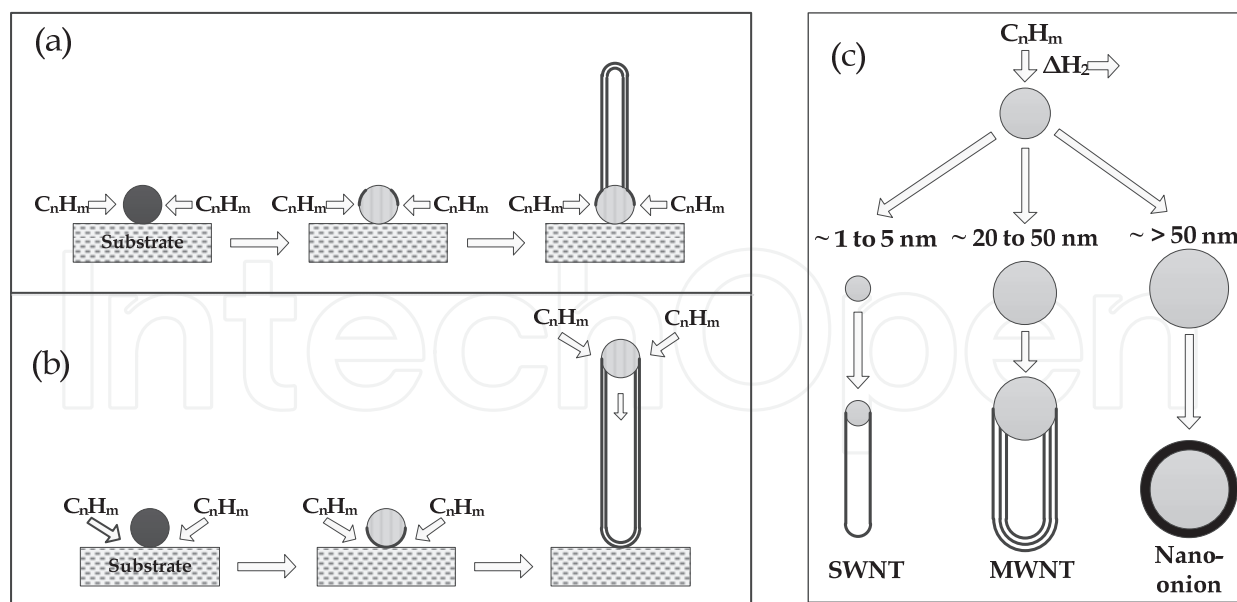 (a)
CₙHₘ CₙHₘ CₙHₘ CₙHₘ CₙHₘ CₙHₘ
Substrate
(b)
CₙHₘ CₙHₘ
CₙHₘ CₙHₘ CₙHₘ CₙHₘ
Substrate
(c)
CₙHₘ
ΔH₂
~ 1 to 5 nm ~ 20 to 50 nm ~ > 50 nm
SWNT MWNT Nano-
onion
IntechOpen